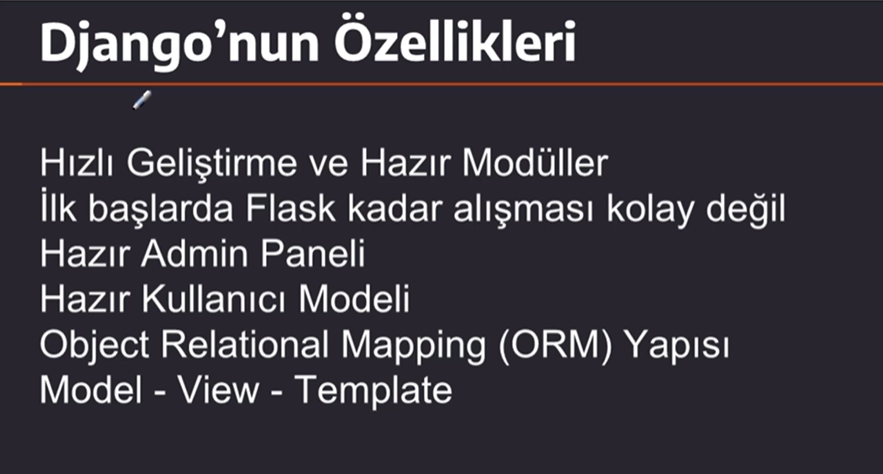 Django’nun Özellikleri
Hızlı Geliştirme ve Hazır Modüller
İlk başlarda Flask kadar alışması kolay değil
Hazır Admin Paneli
Hazır Kullanıcı Modeli
Object Relational Mapping (ORM) Yapısı
Model - View - Template